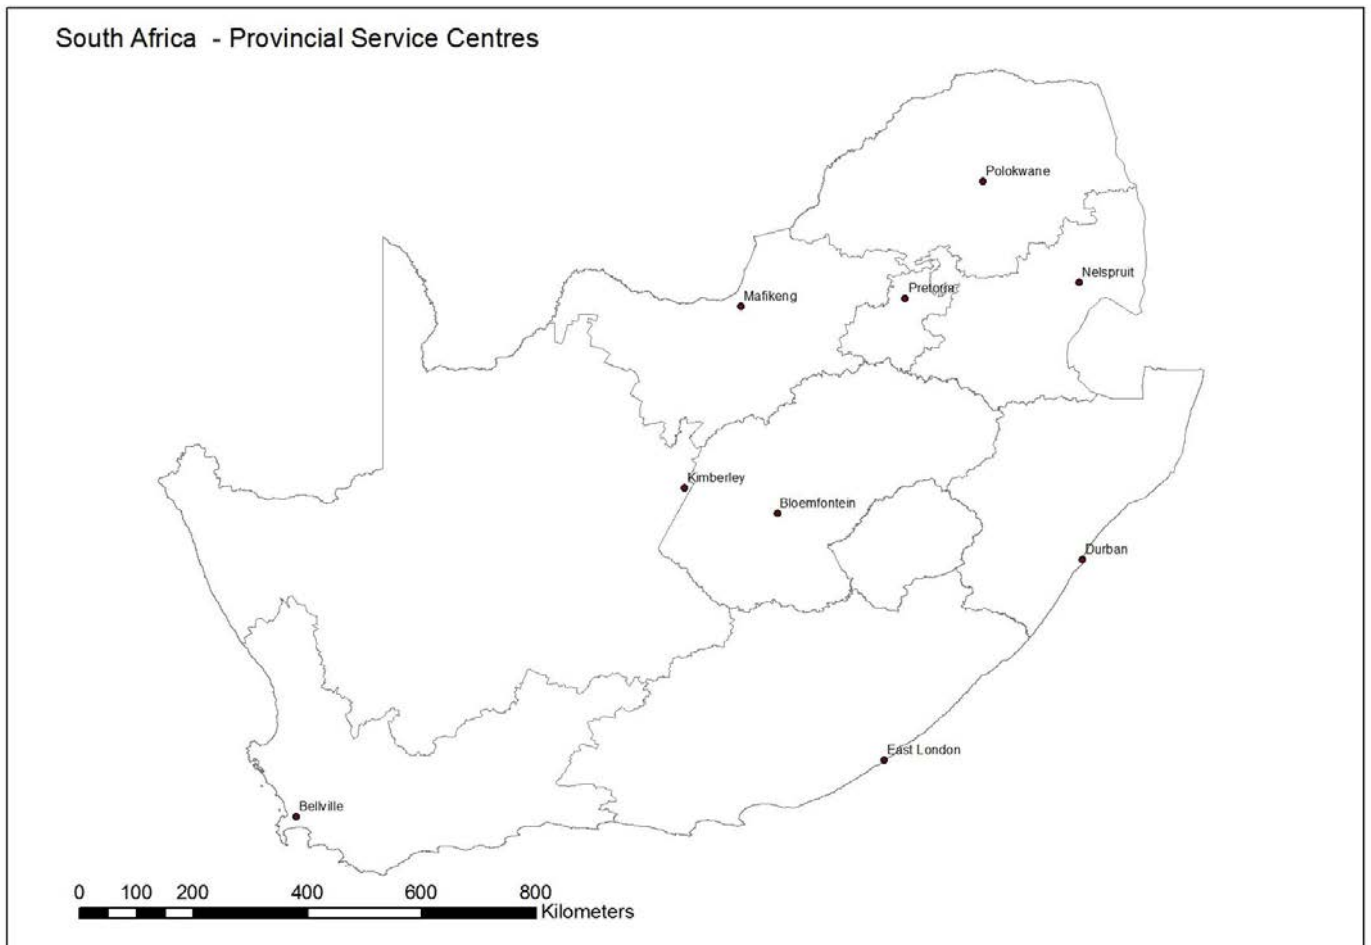 South Africa - Provincial Service Centres
Polokwane
Nelspruit
Pretoria
Mafikeng
Kimberley
Bloemfontein
Durban
East London
Bellville
0 100 200 400 600 800
Kilometers